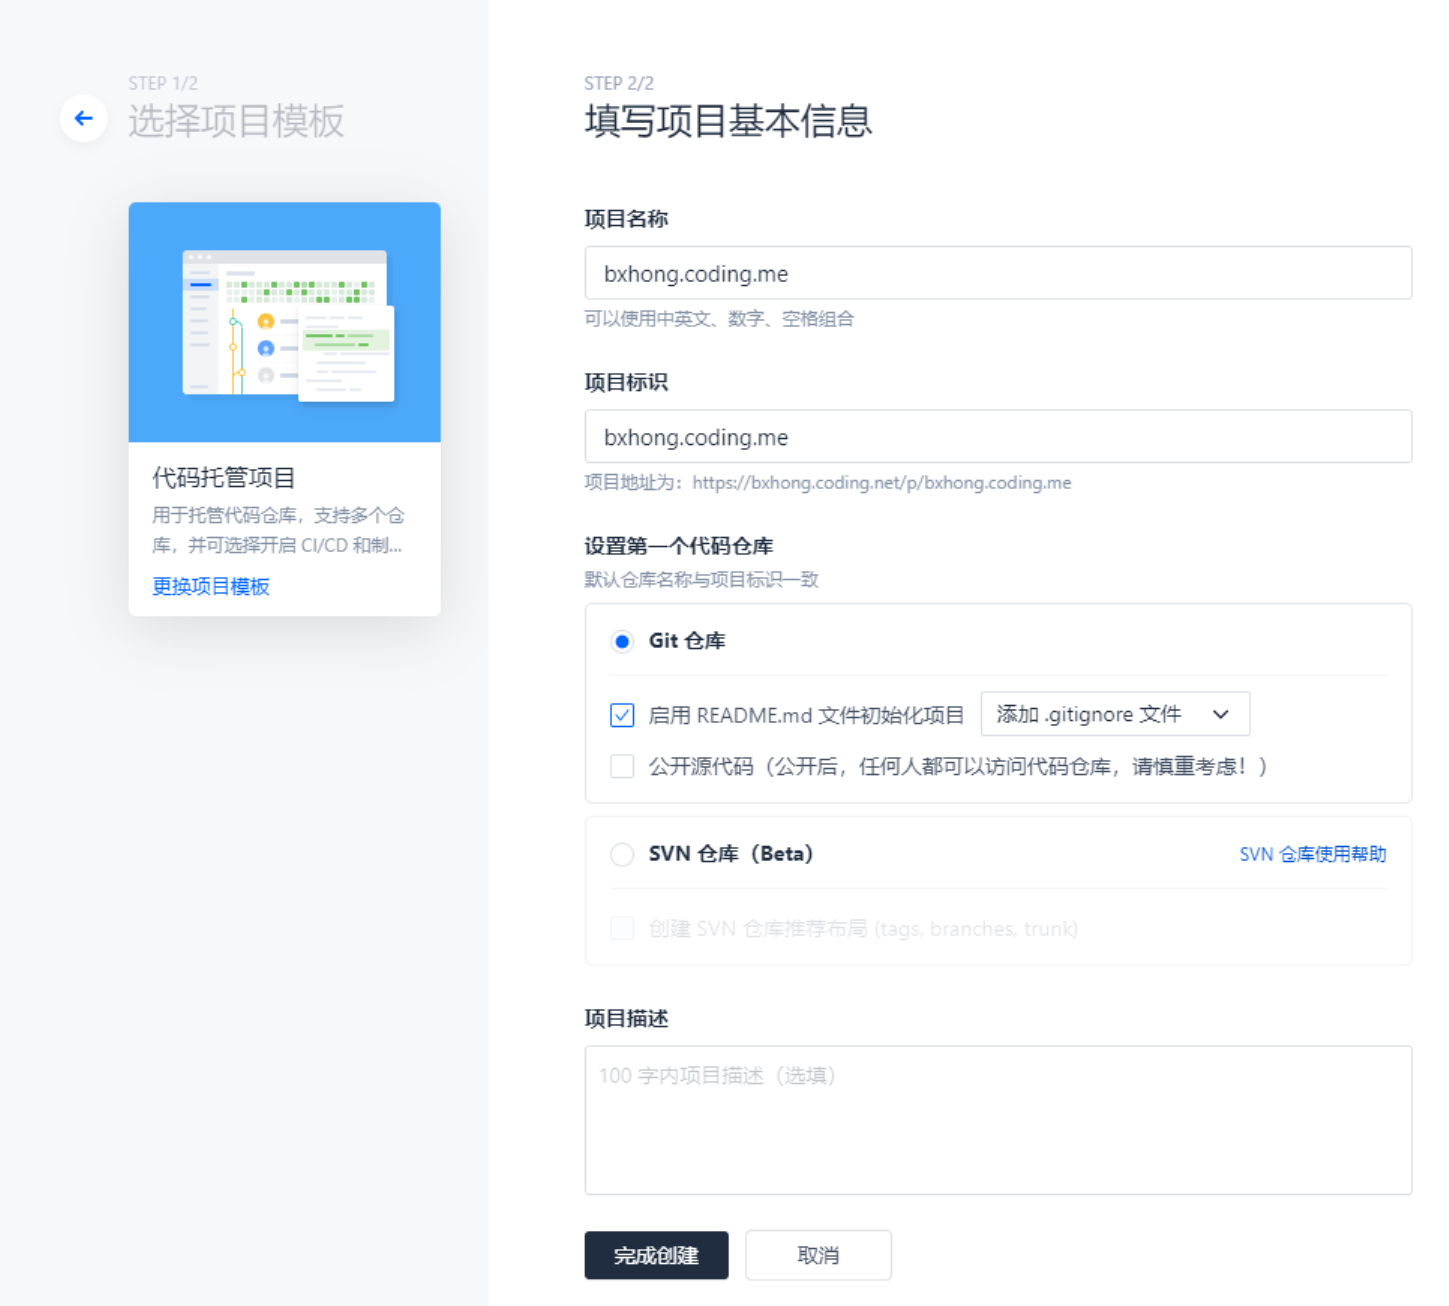 STEP 1/2
选择项目模板
代码托管项目
用于托管代码仓库，支持多个仓
库，并可选择开启 CI/CD 和制...
更换项目模板
STEP 2/2
填写项目基本信息
项目名称
bxhong.coding.me
可以使用中英文、数字、空格组合
项目标识
bxhong.coding.me
项目地址为：https://bxhong.coding.net/p/bxhong.coding.me
设置第一个代码仓库
默认仓库名称与项目标识一致
Git 仓库
启用 README.md 文件初始化项目 添加 .gitignore 文件
公开源代码（公开后，任何人都可以访问代码仓库，请慎重考虑！）
SVN 仓库（Beta） SVN 仓库使用帮助
创建 SVN 仓库推荐布局 (tags, branches, trunk)
项目描述
100 字内项目描述（选填）
完成创建 取消